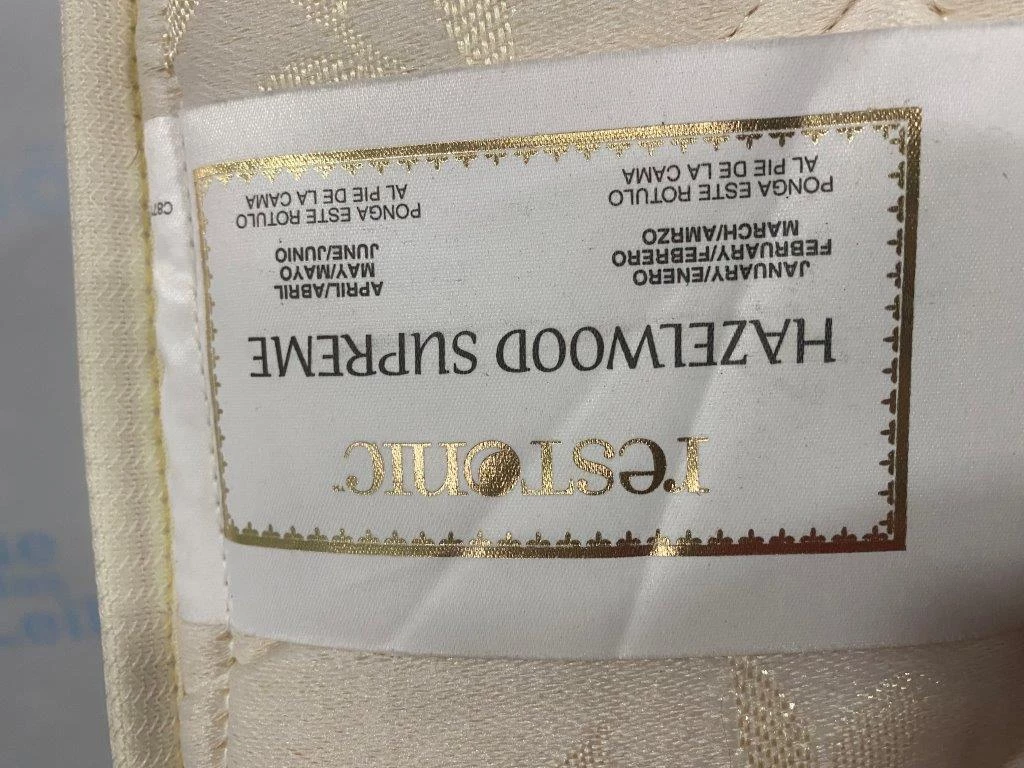 resTonic™
HAZELWOOD SUPREME
JANUARY/ENERO
FEBRUARY/FEBRERO
MARCH/AMRZO
PONGA ESTE ROTULO
AL PIE DE LA CAMA
APRIL/ABRIL
MAY/MAYO
JUNE/JUNIO
PONGA ESTE ROTULO
AL PIE DE LA CAMA